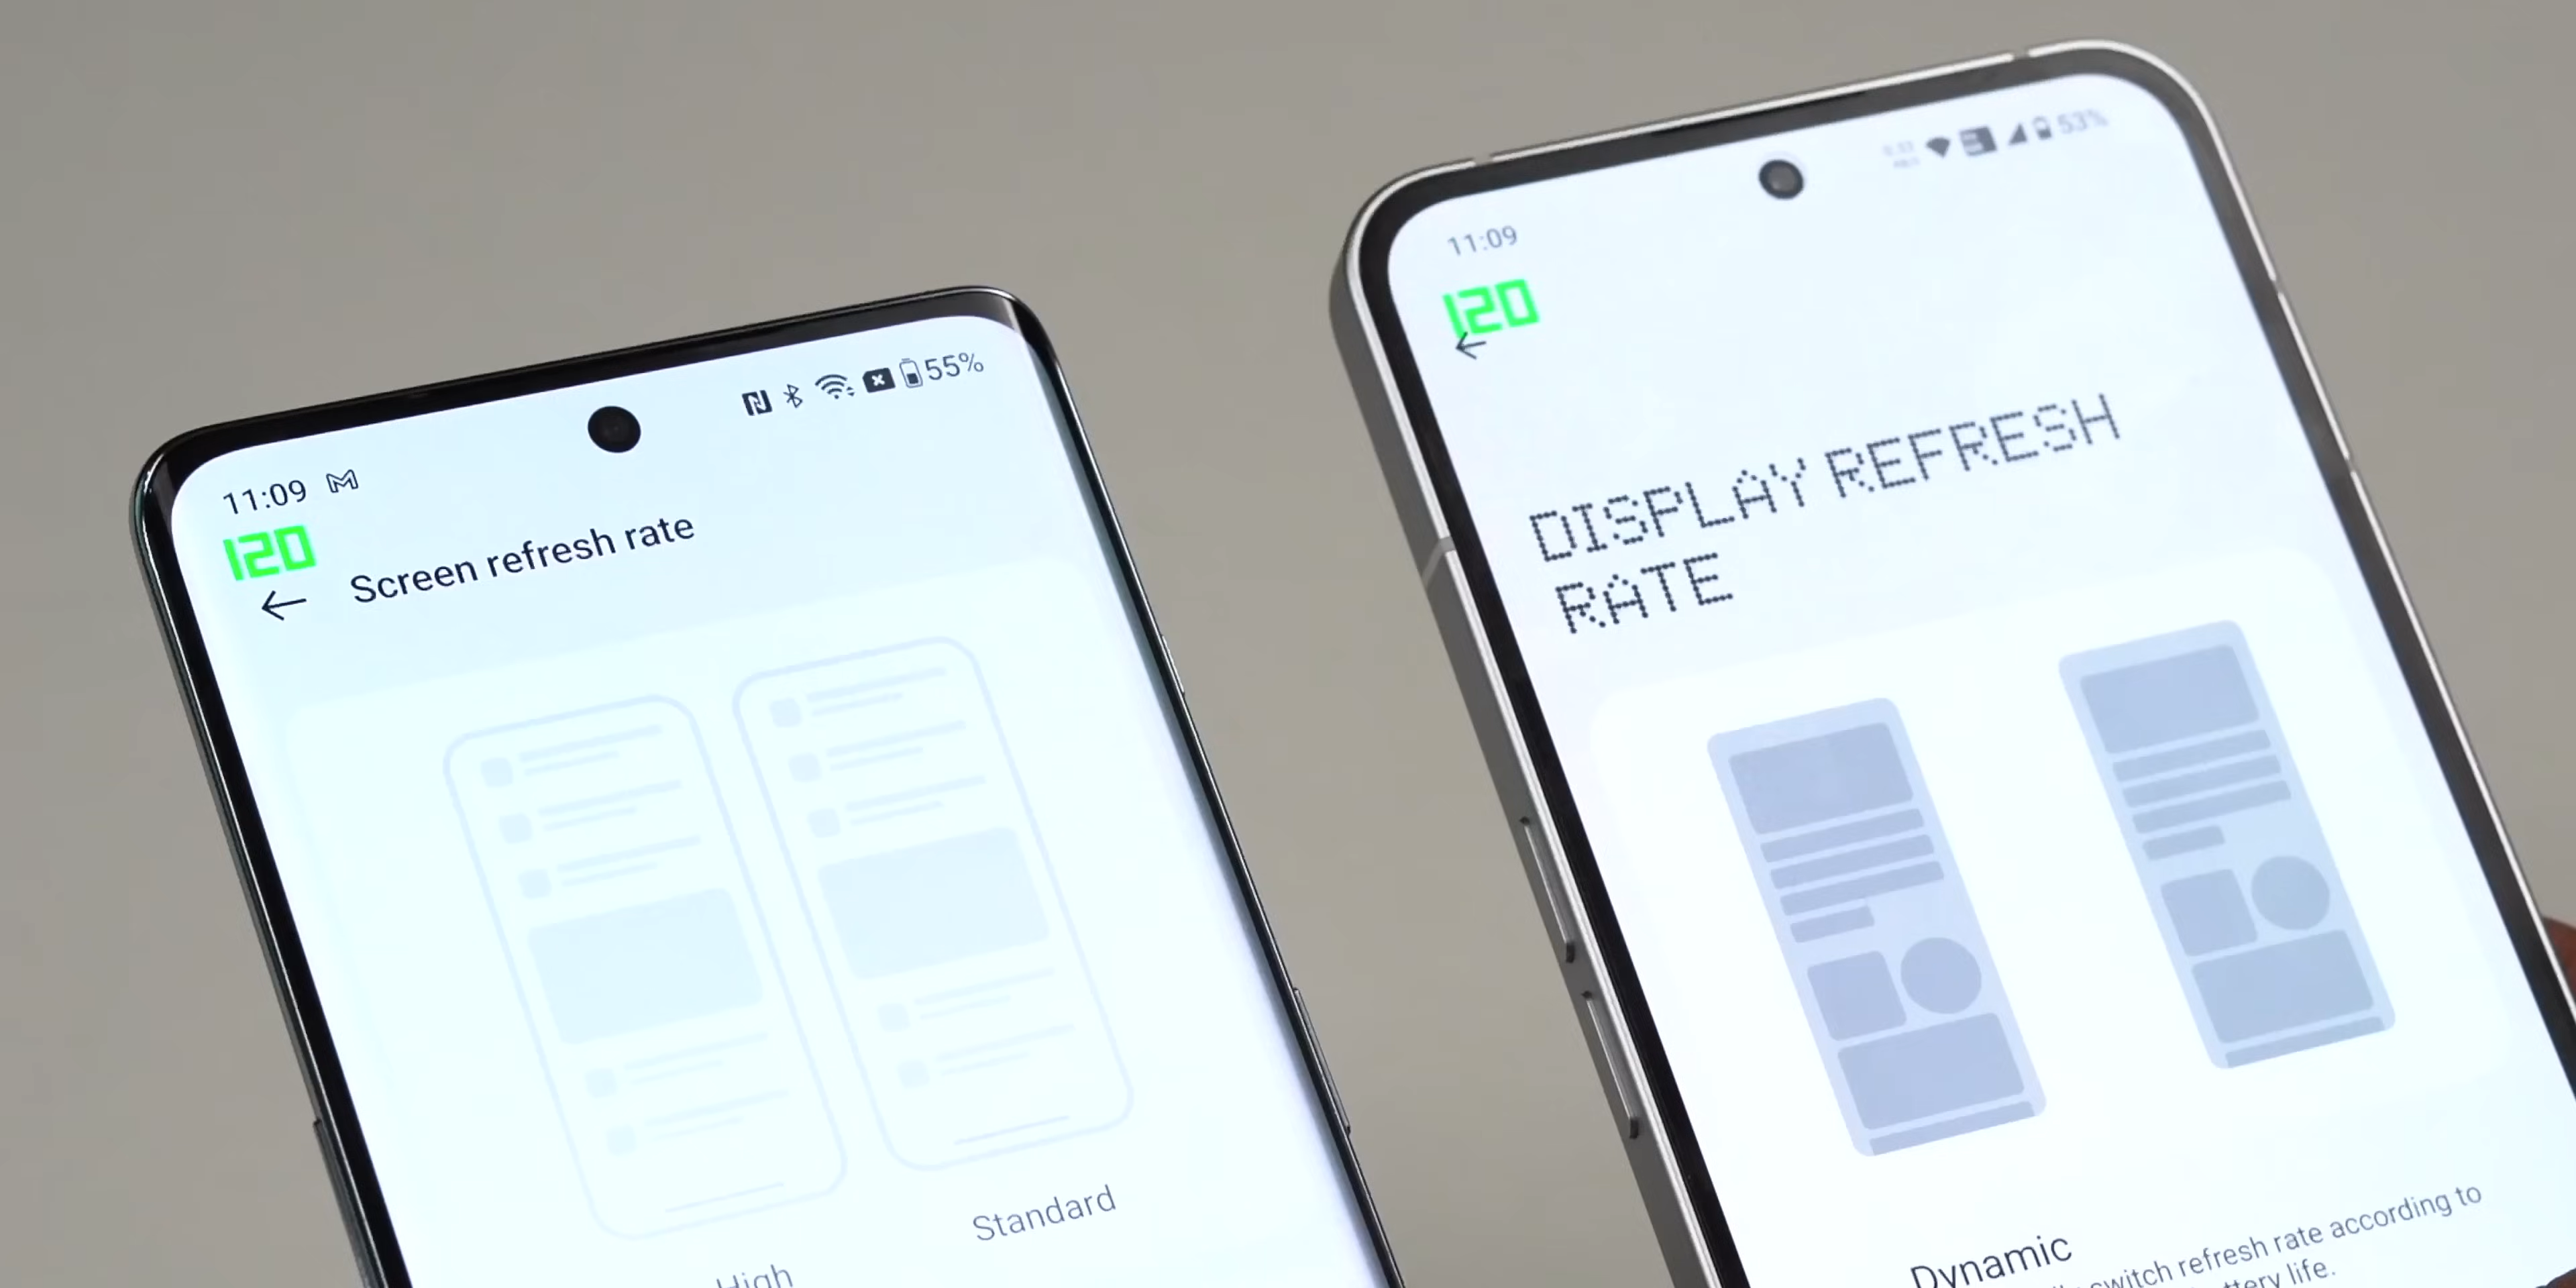 11:09
55%
120
Screen refresh rate
High
Standard
11:09
53%
120
DISPLAY REFRESH
RATE
Dynamic
switch refresh rate according to
battery life.